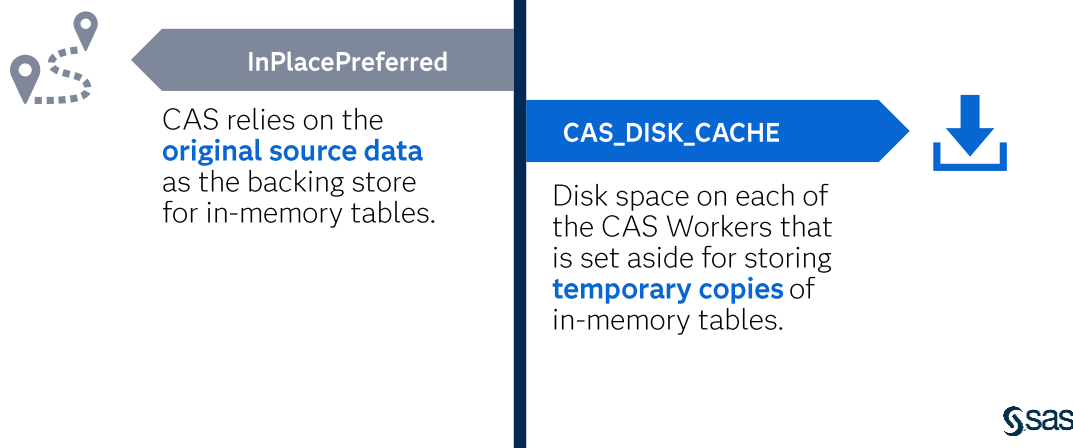 InPlacePreferred
CAS relies on the
original source data
as the backing store
for in-memory tables.
CAS_DISK_CACHE
Disk space on each of
the CAS Workers that
is set aside for storing
temporary copies of
in-memory tables.
sas